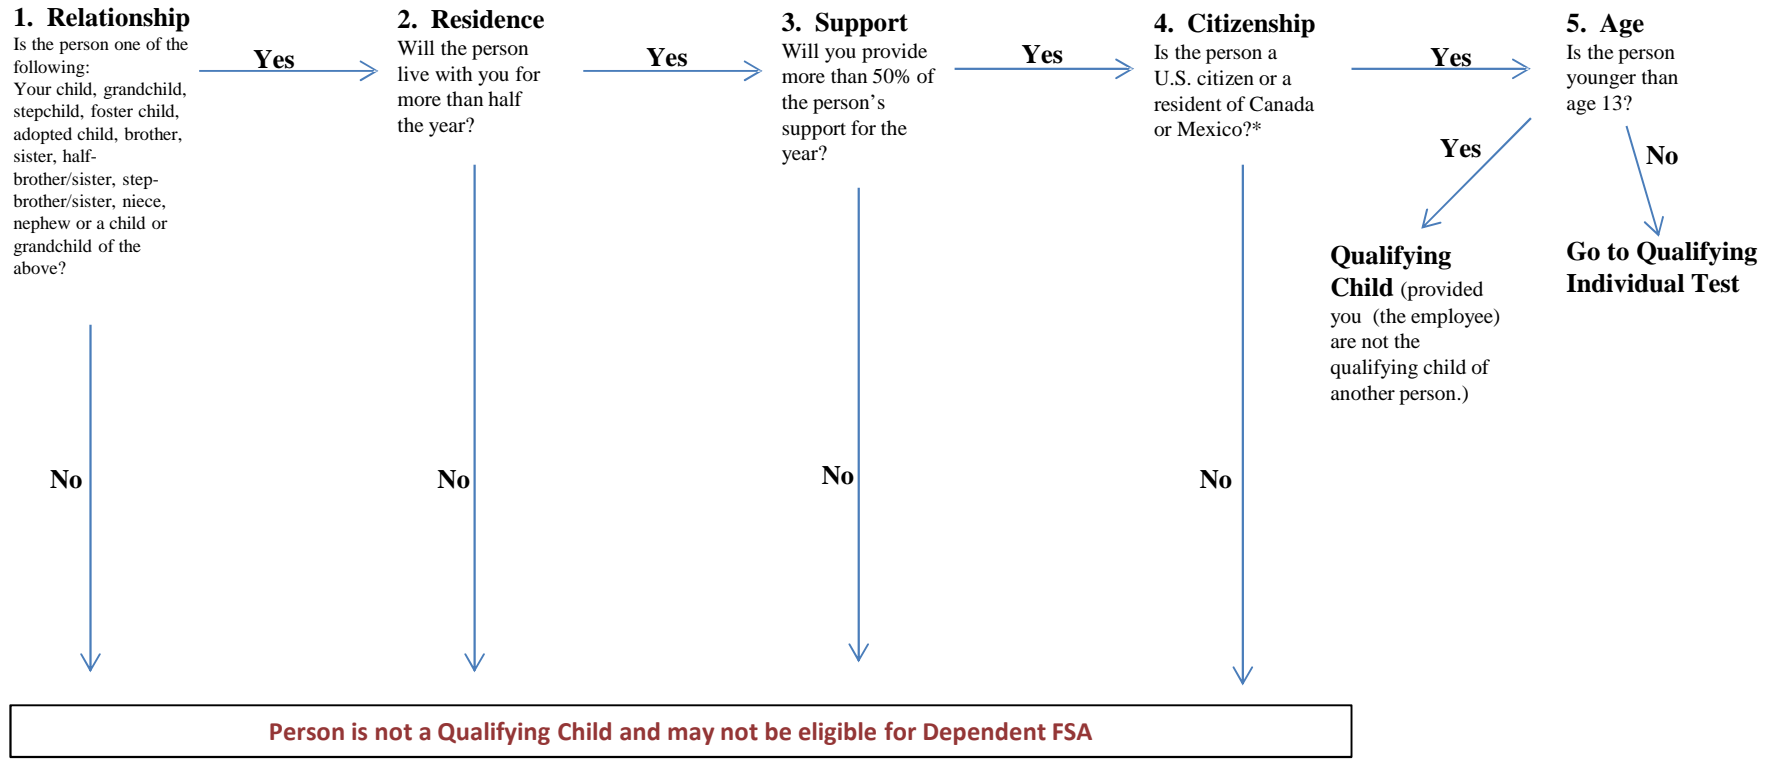 1. Relationship
Is the person one of the
following:
Your child, grandchild,
stepchild, foster child,
adopted child, brother,
sister, half-
brother/sister, step-
brother/sister, niece,
nephew or a child or
grandchild of the
above?
Yes
2. Residence
Will the person
live with you for
more than half
the year?
Yes
3. Support
Will you provide
more than 50% of
the person's
support for the
year?
Yes
4. Citizenship
Is the person a
U.S. citizen or a
resident of Canada
or Mexico?*
Yes
5. Age
Is the person
younger than
age 13?
Yes
No
Qualifying
Child (provided
you (the employee)
are not the
qualifying child of
another person.)
Go to Qualifying
Individual Test
No
No
No
No
Person is not a Qualifying Child and may not be eligible for Dependent FSA